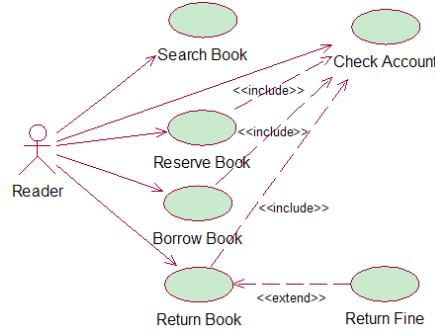 Search Book
Check Account
<<include>>
<<include>>
Reserve Book
Reader
<<include>>
Borrow Book
<<extend>>
Return Book
Return Fine